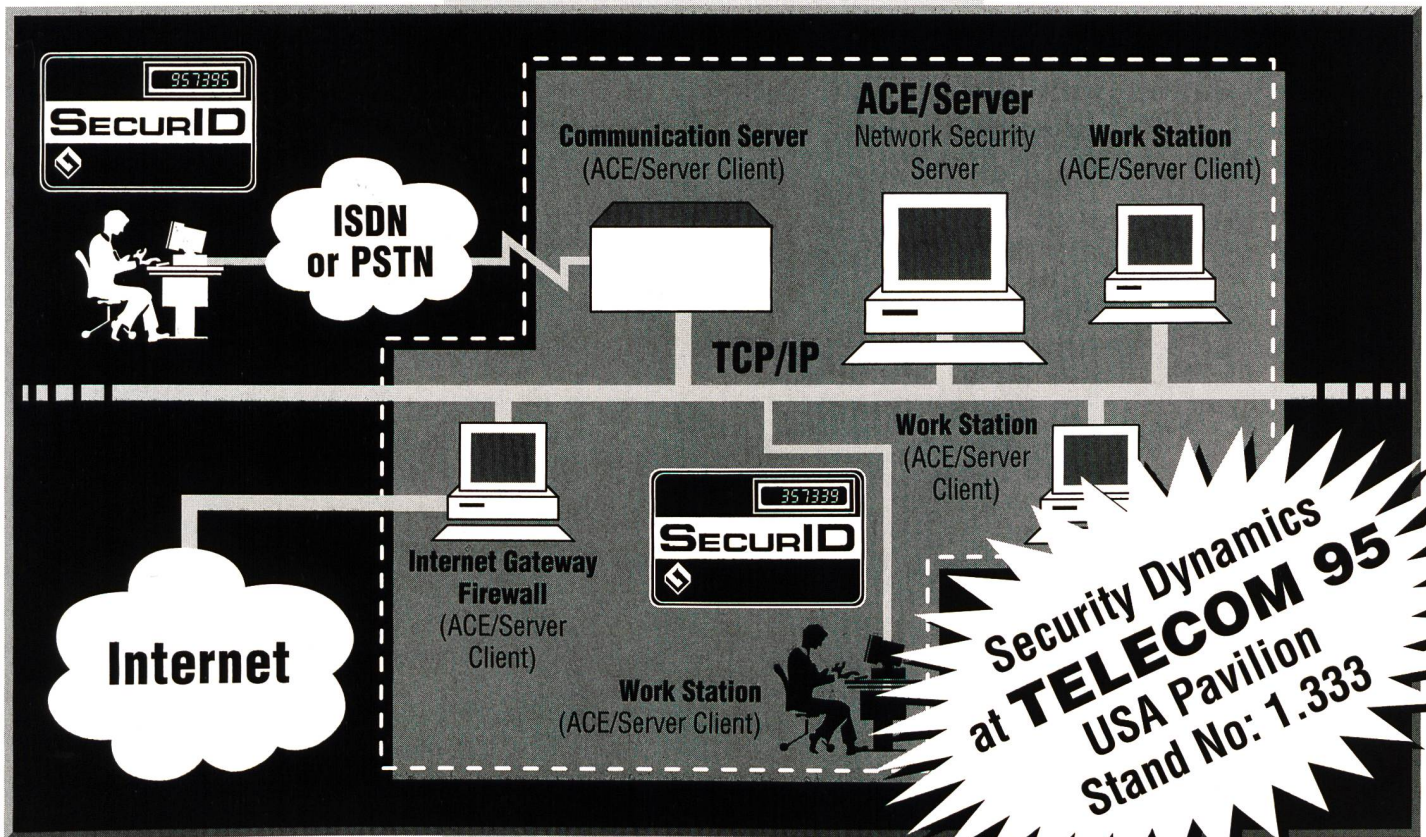 957395
SECURID
ISDN
or PSTN
Communication Server
(ACE/Server Client)
ACE/Server
Network Security
Server
Work Station
(ACE/Server Client)
TCP/IP
Internet Gateway
Firewall
(ACE/Server
Client)
Internet
357339
SECURID
Work Station
(ACE/Server
Client)
Work Station
(ACE/Server Client)
Security Dynamics
at TELECOM 95
USA Pavilion
Stand No: 1.333